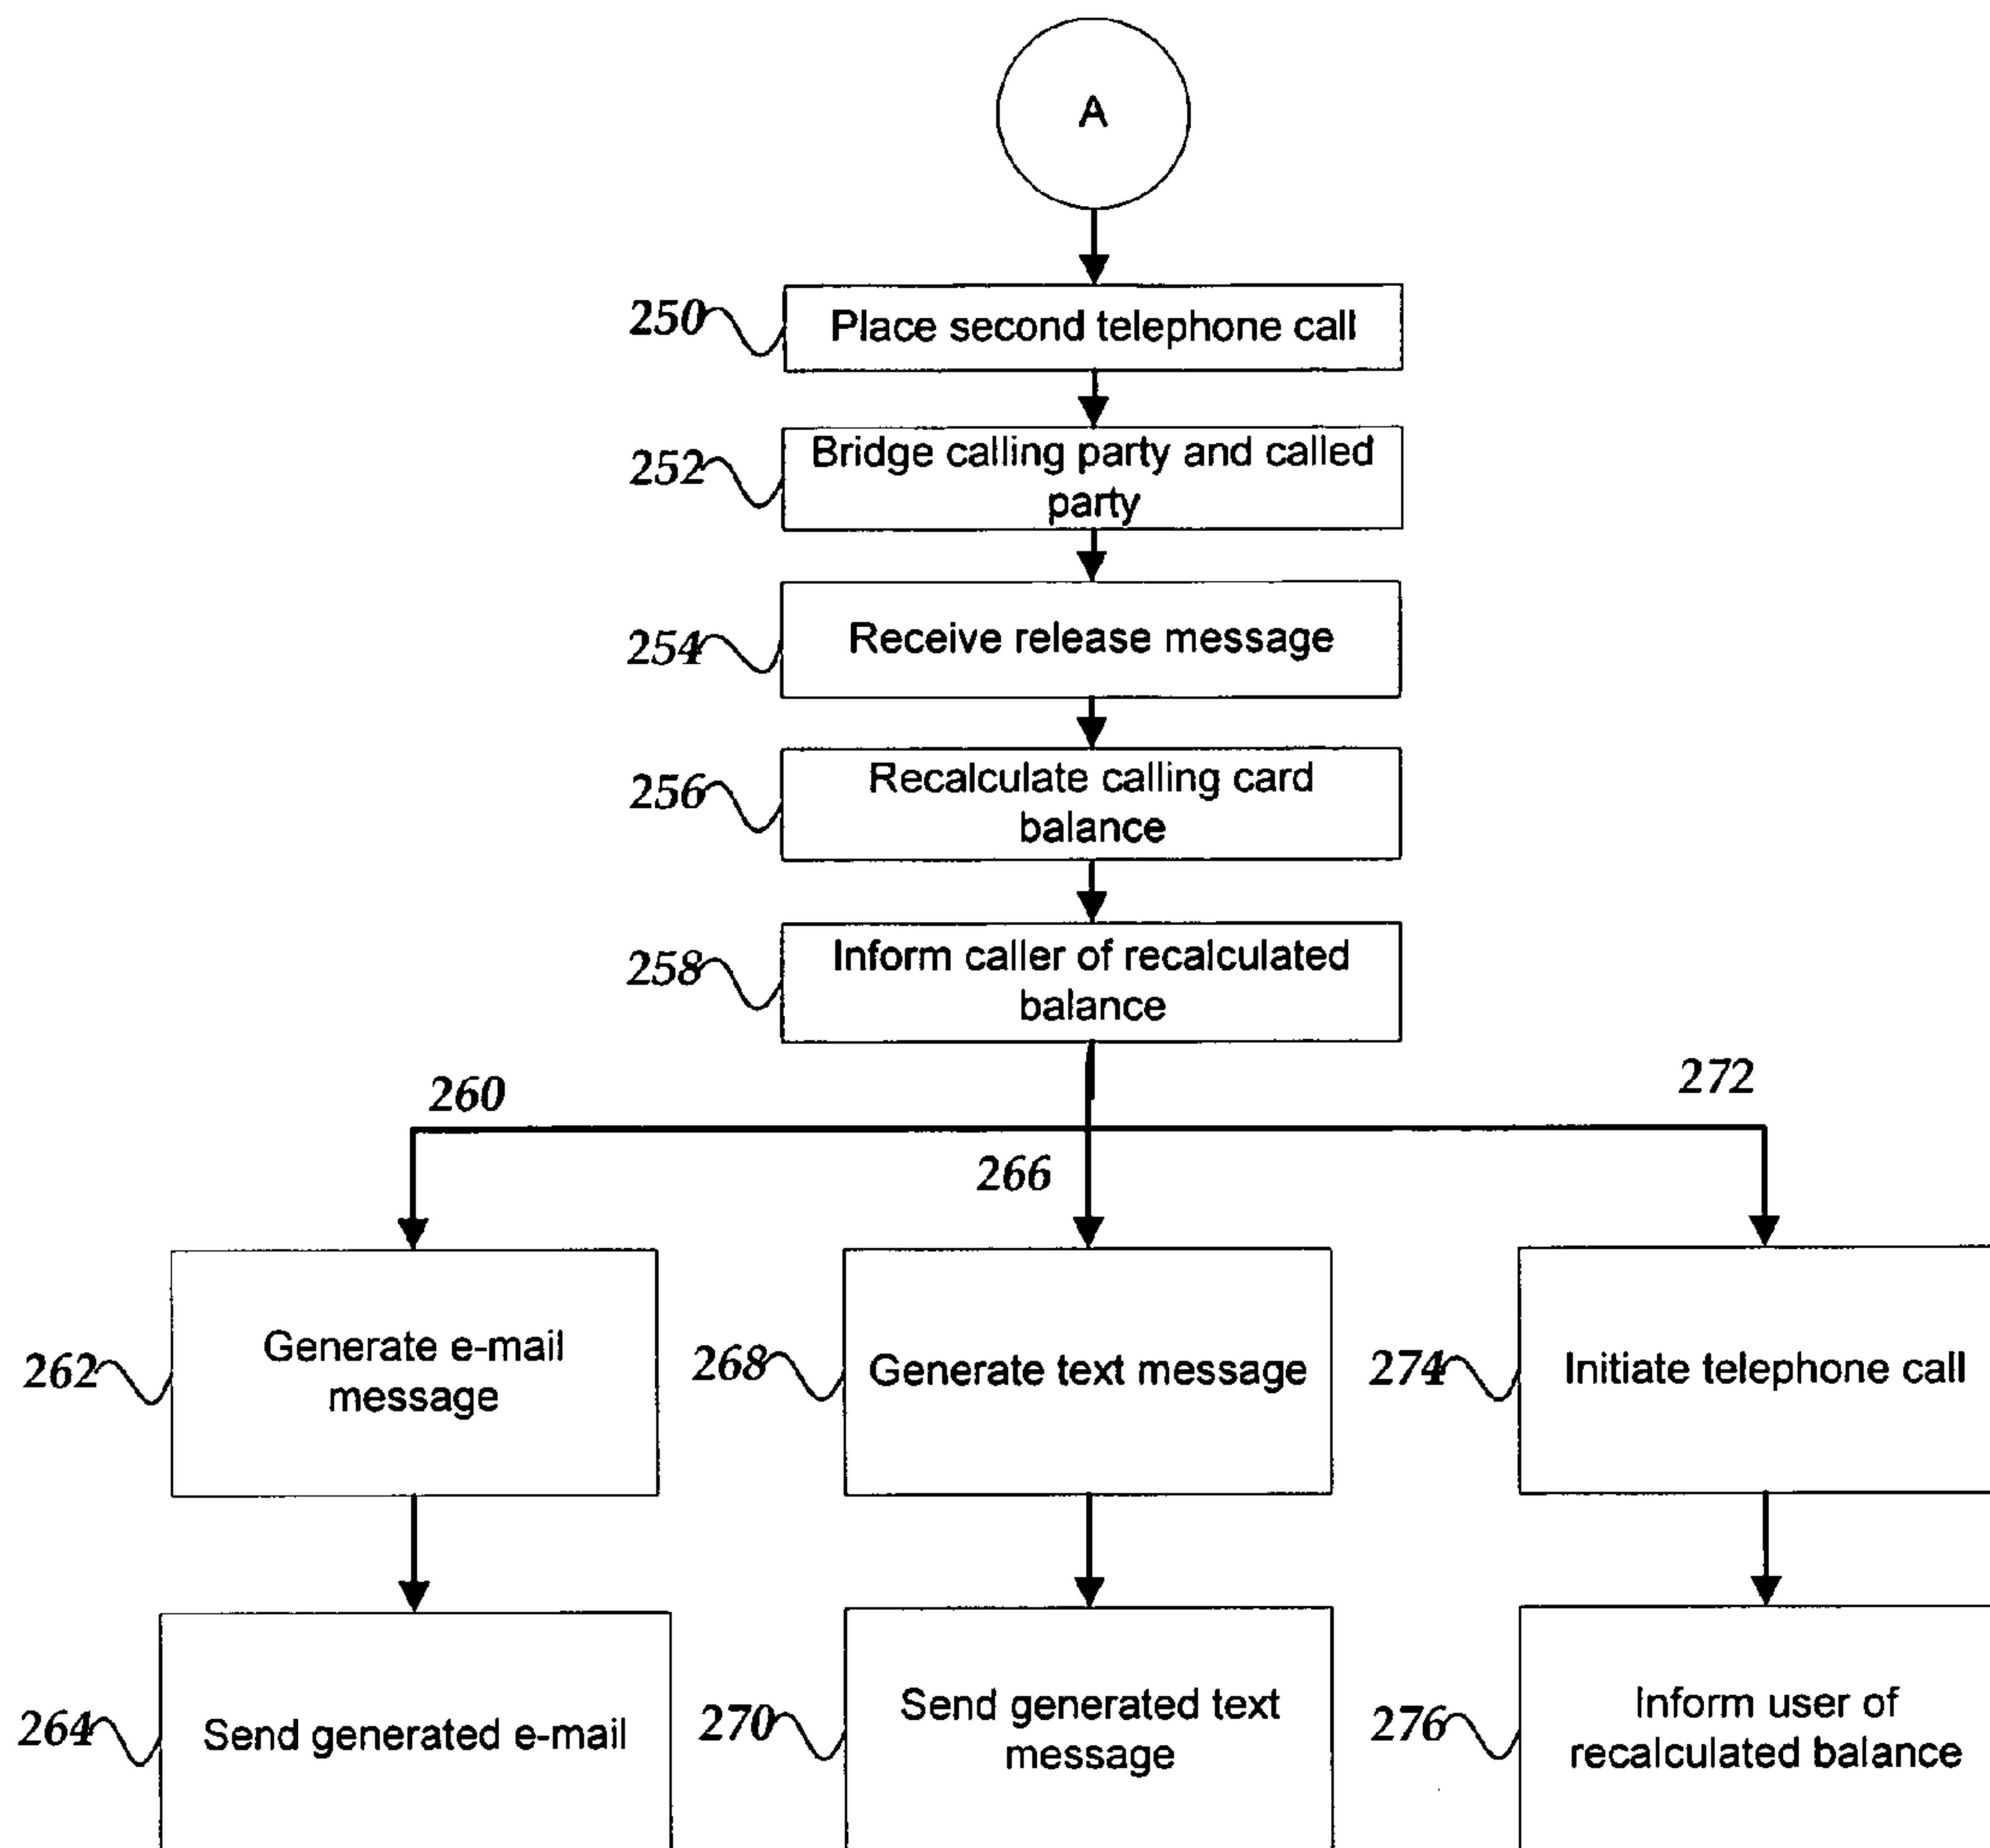 A
250
Place second telephone call
252
Bridge calling party and called
party
254
Receive release message
256
Recalculate calling card
balance
258
Inform caller of recalculated
balance
260
266
272
262
Generate e-mail
message
268
Generate text message
274
Initiate telephone call
264
Send generated e-mail
270
Send generated text
message
276
Inform user of
recalculated balance